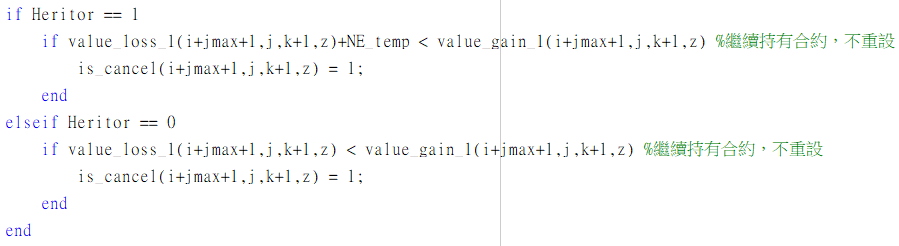 if Heritor == 1
if value_loss_1(i+jmax+1,j,k+1,z)+NE_temp < value_gain_1(i+jmax+1,j,k+1,z) %繼續持有合約，不重設
is_cancel(i+jmax+1,j,k+1,z) = 1;
end
elseif Heritor == 0
if value_loss_1(i+jmax+1,j,k+1,z) < value_gain_1(i+jmax+1,j,k+1,z) %繼續持有合約，不重設
is_cancel(i+jmax+1,j,k+1,z) = 1;
end
end